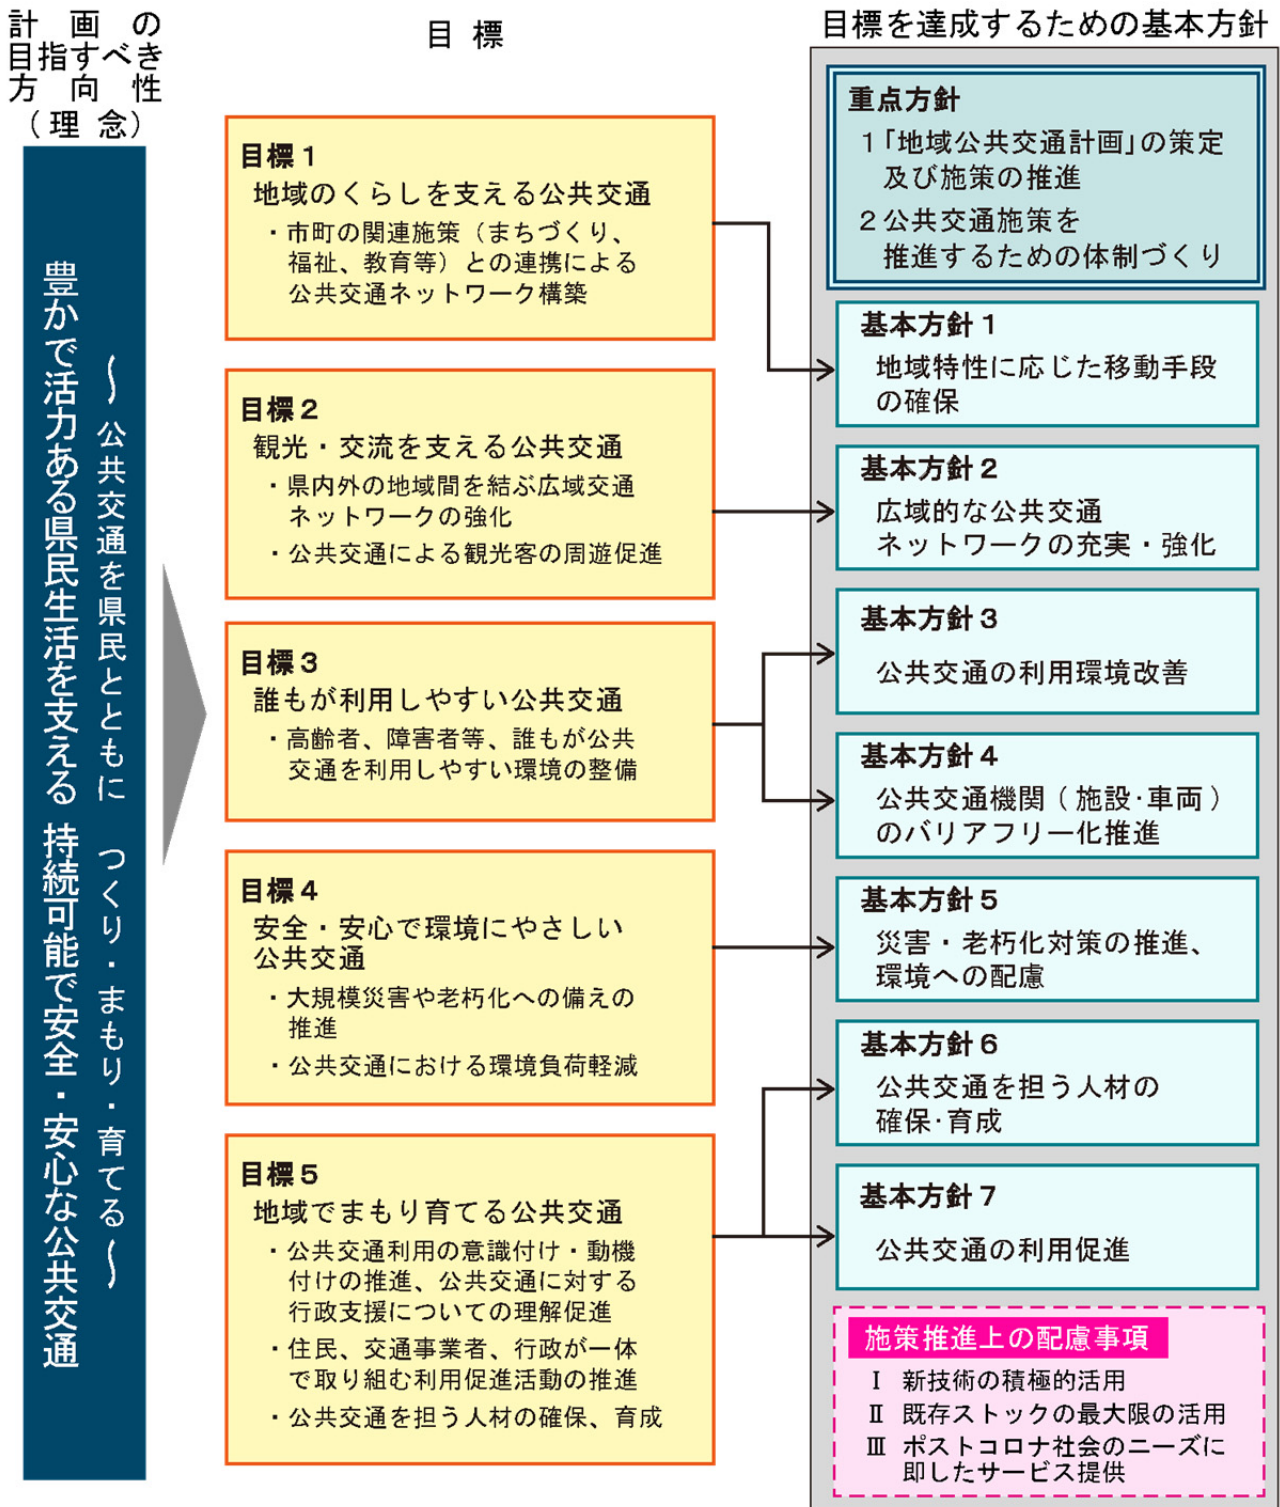 計画の
目指すべき
方向性
(理念)
豊かで活力ある県民生活を支える 持続可能で安全・安心な公共交通
～公共交通を県民とともに つくり・まもり・育てる～
目標
目標1
地域のくらしを支える公共交通
・市町の関連施策（まちづくり、
福祉、教育等）との連携による
公共交通ネットワーク構築
目標2
観光・交流を支える公共交通
・県内外の地域間を結ぶ広域交通
ネットワークの強化
・公共交通による観光客の周遊促進
目標3
誰もが利用しやすい公共交通
・高齢者、障害者等、誰もが公共
交通を利用しやすい環境の整備
目標4
安全・安心で環境にやさしい
公共交通
・大規模災害や老朽化への備えの
推進
・公共交通における環境負荷軽減
目標5
地域でまもり育てる公共交通
・公共交通利用の意識付け・動機
付けの推進、公共交通に対する
行政支援についての理解促進
・住民、交通事業者、行政が一体
で取り組む利用促進活動の推進
・公共交通を担う人材の確保、育成
目標を達成するための基本方針
重点方針
1「地域公共交通計画」の策定
及び施策の推進
2公共交通施策を
推進するための体制づくり
基本方針1
地域特性に応じた移動手段
の確保
基本方針2
広域的な公共交通
ネットワークの充実・強化
基本方針3
公共交通の利用環境改善
基本方針4
公共交通機関（施設・車両）
のバリアフリー化推進
基本方針5
災害・老朽化対策の推進、
環境への配慮
基本方針6
公共交通を担う人材の
確保・育成
基本方針7
公共交通の利用促進
施策推進上の配慮事項
Ⅰ 新技術の積極的活用
Ⅱ 既存ストックの最大限の活用
Ⅲ ポストコロナ社会のニーズに
即したサービス提供